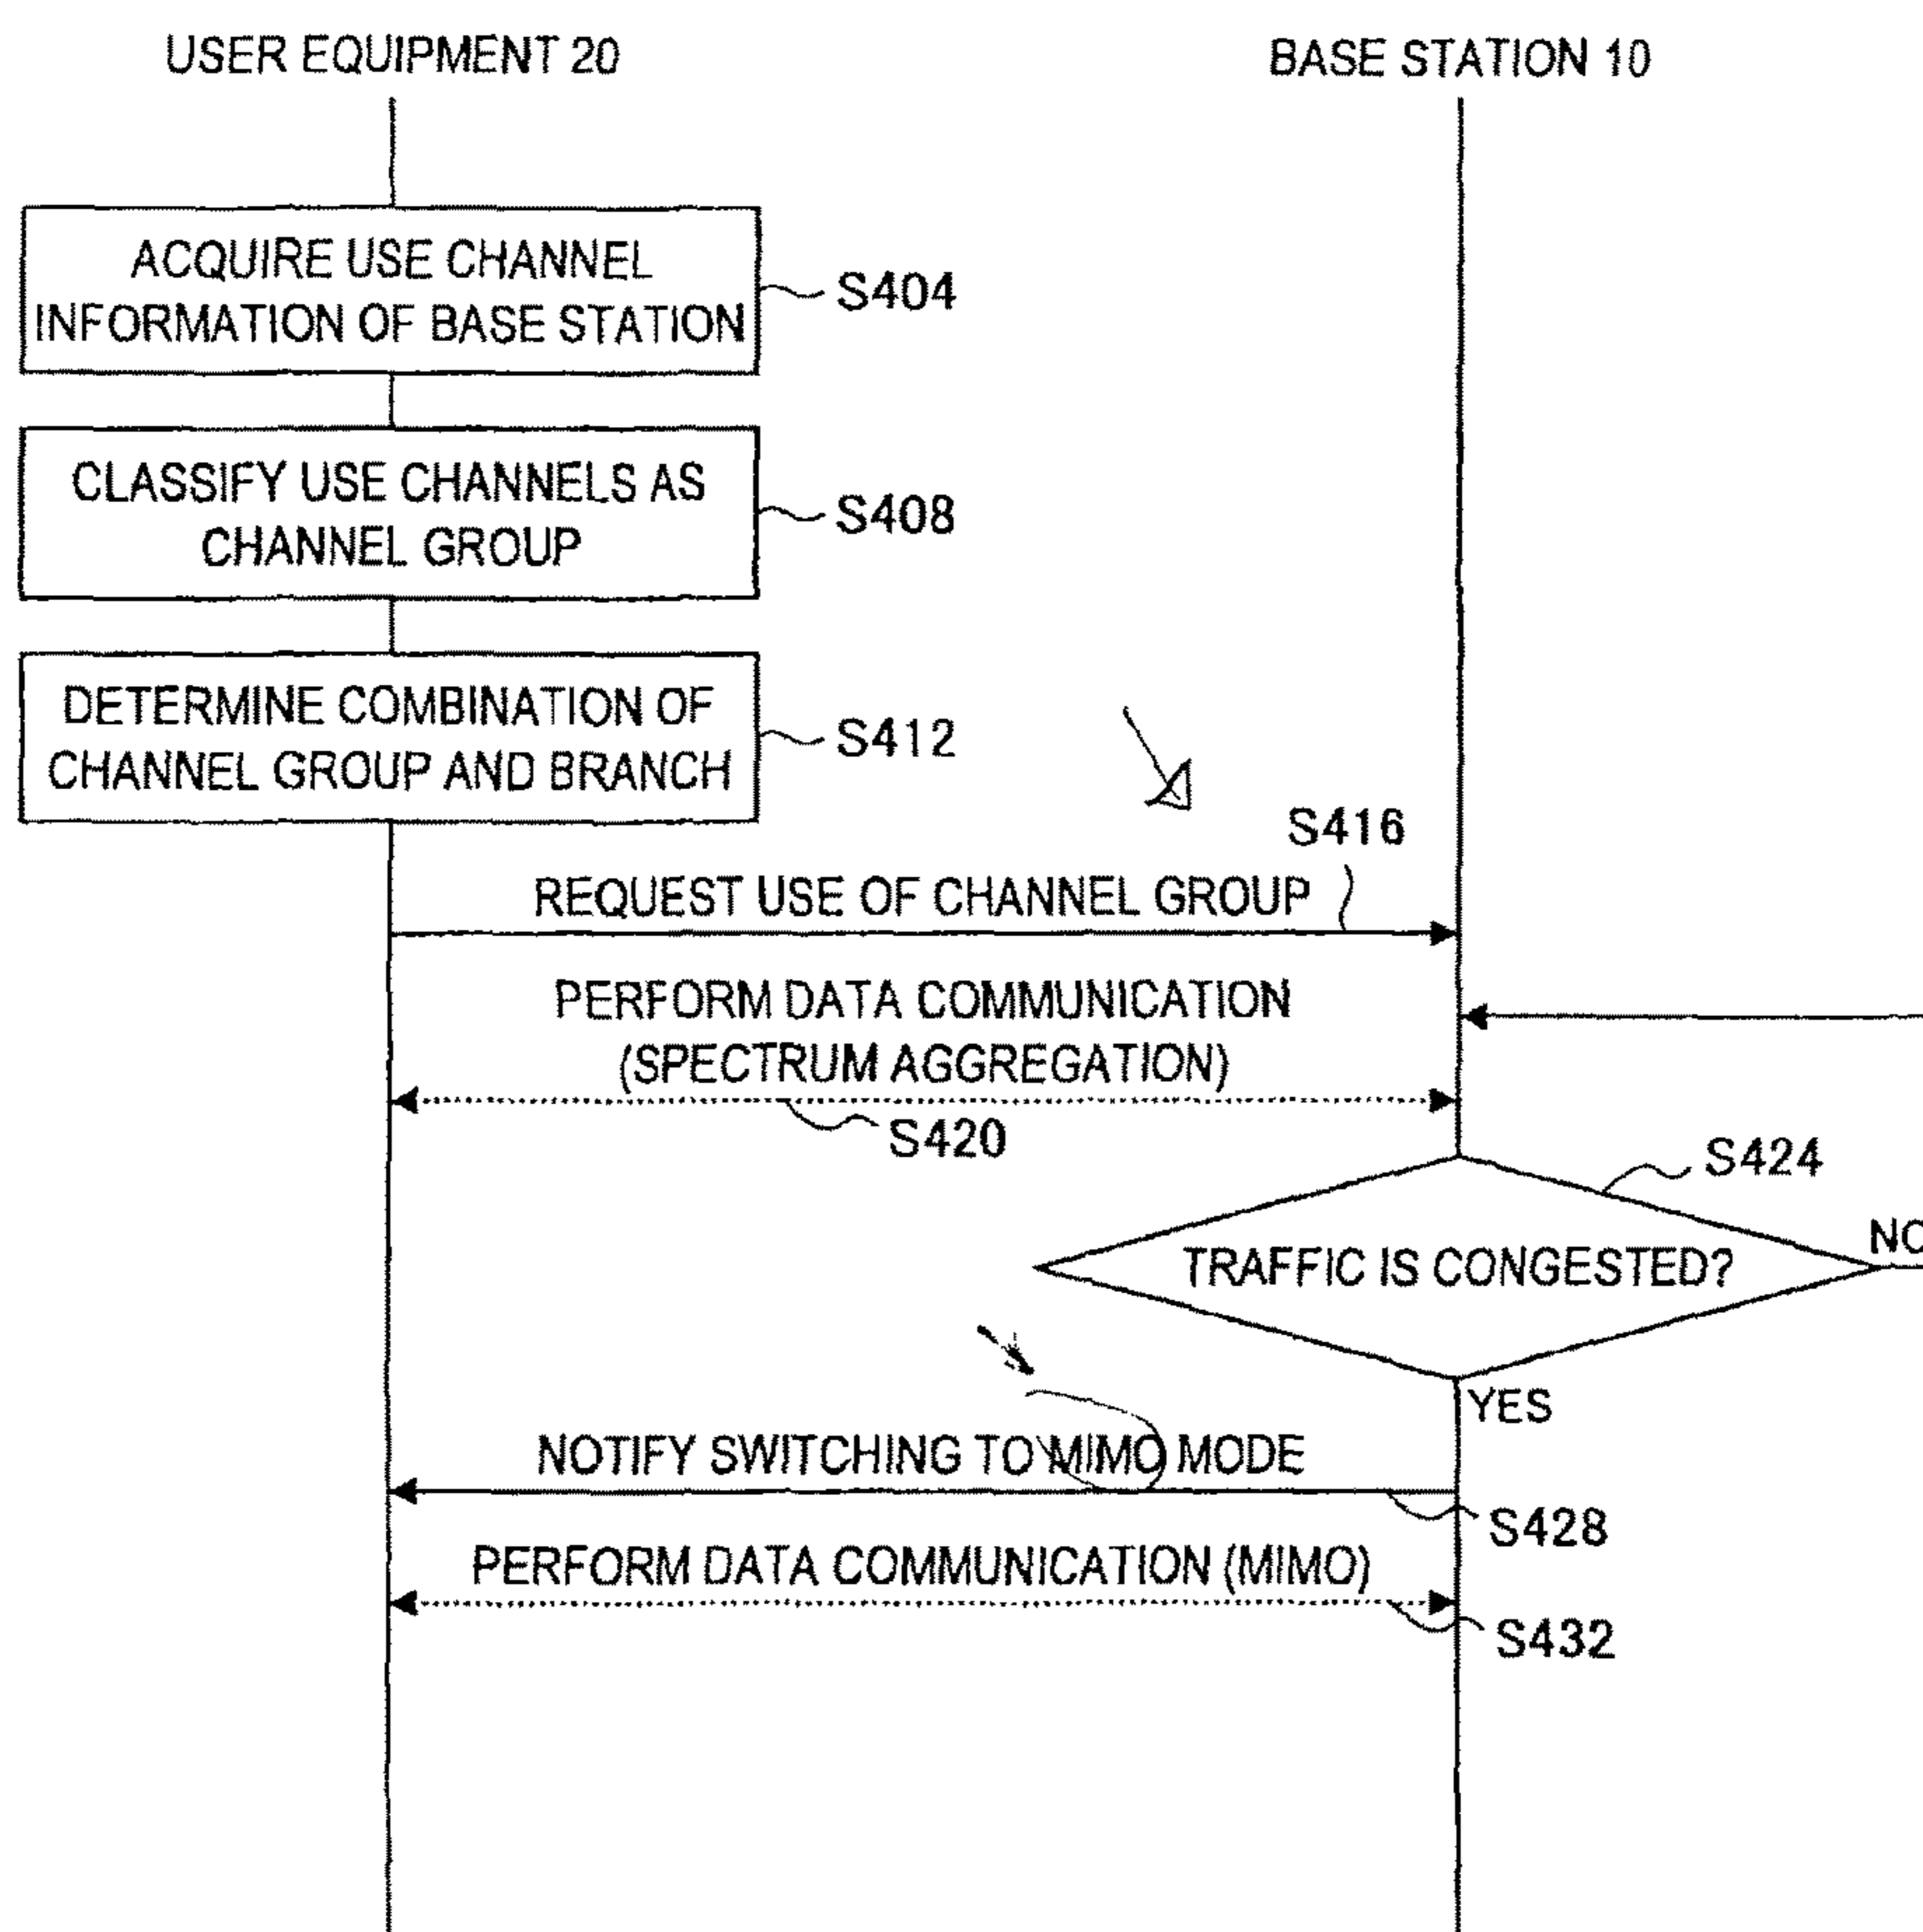 USER EQUIPMENT 20
BASE STATION 10
ACQUIRE USE CHANNEL
INFORMATION OF BASE STATION
S404
CLASSIFY USE CHANNELS AS
CHANNEL GROUP
S408
DETERMINE COMBINATION OF
CHANNEL GROUP AND BRANCH
S412
S416
REQUEST USE OF CHANNEL GROUP
PERFORM DATA COMMUNICATION
(SPECTRUM AGGREGATION)
S420
S424
TRAFFIC IS CONGESTED?
NO
YES
NOTIFY SWITCHING TO MIMO MODE
S428
PERFORM DATA COMMUNICATION (MIMO)
S432